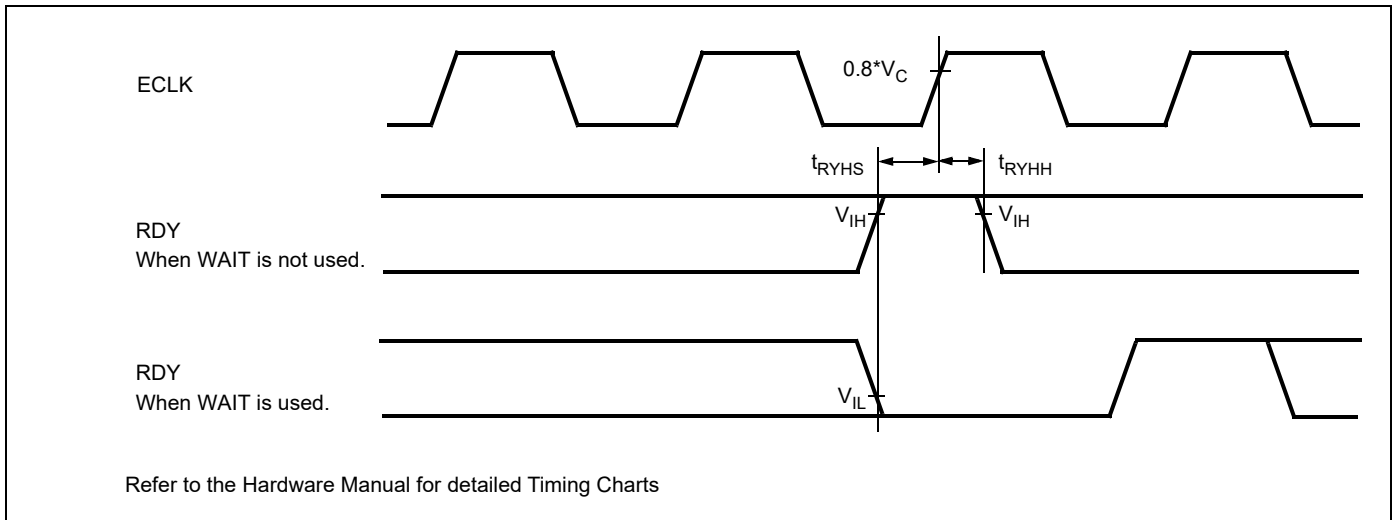 ECLK
0.8*VC
tRYHS
tRYHH
VIH
VIH
RDY
When WAIT is not used.
RDY
When WAIT is used.
VIL
Refer to the Hardware Manual for detailed Timing Charts